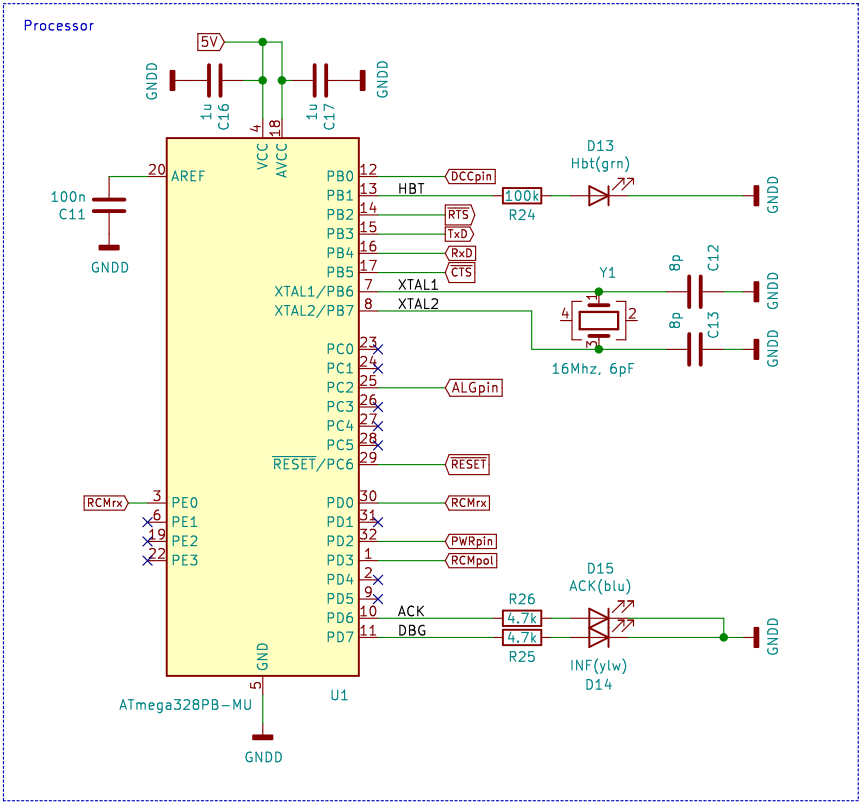 Processor
5V
GNDD
1u
C16
1u
C17
GNDD
4
18
VCC
AVCC
20
AREF
100n
C11
GNDD
PB0
12
DCCpin
PB1
13
HBT
100k
R24
D13
Hbt(grn)
GNDD
PB2
14
RTS
PB3
15
TxD
PB4
16
RxD
PB5
17
CTS
XTAL1/PB6
7
XTAL1
XTAL2/PB7
8
XTAL2
Y1
1
4
2
3
16Mhz, 6pF
8p
C12
GNDD
8p
C13
GNDD
PC0
23
PC1
24
PC2
25
ALGpin
PC3
26
PC4
27
PC5
28
RESET/PC6
29
RESET
RCMrx
3
PE0
6
PE1
19
PE2
22
PE3
PD0
30
RCMrx
PD1
31
PD2
32
PWRpin
PD3
1
RCMpol
PD4
2
PD5
9
PD6
10
ACK
PD7
11
DBG
R26
4.7k
4.7k
R25
D15
ACK(blu)
INF(ylw)
D14
GNDD
GND
5
U1
ATmega328PB-MU
GNDD